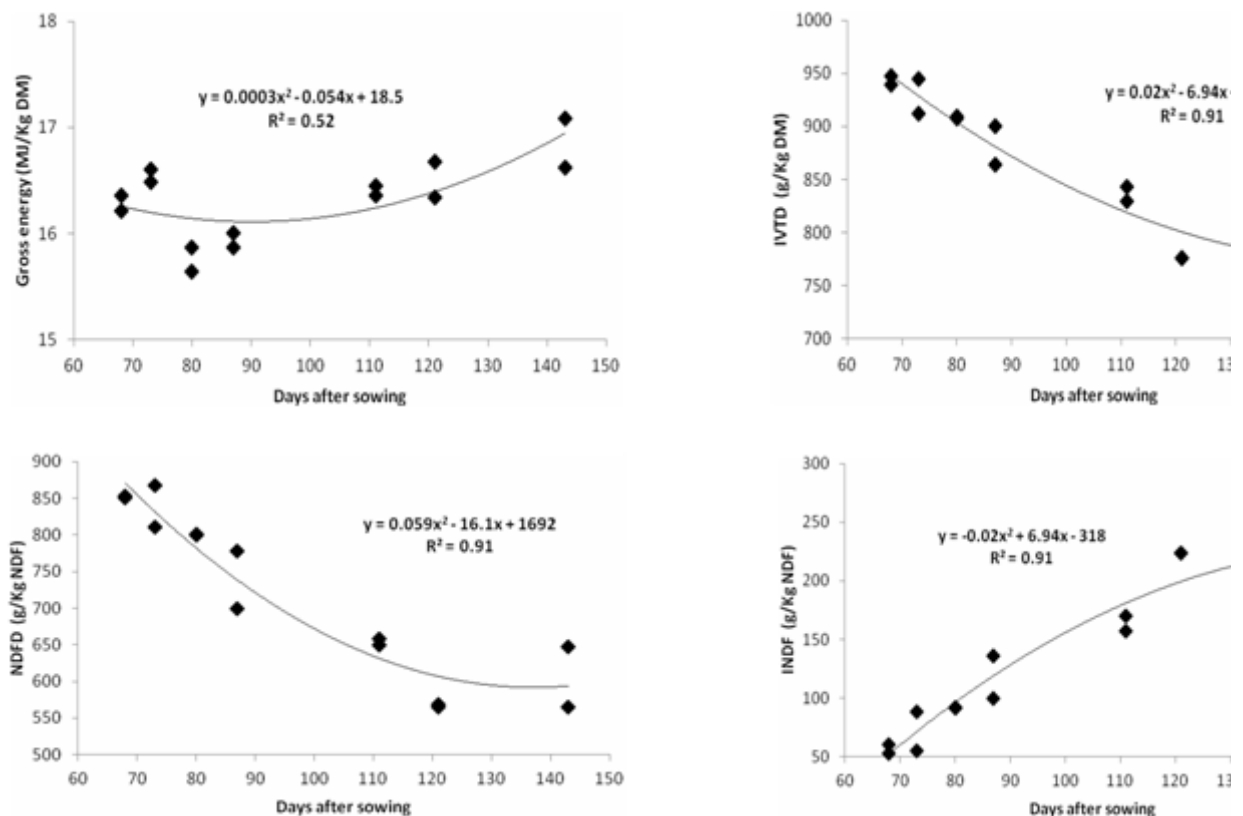 18
17
16
15
Gross energy (MJ/Kg DM)
y = 0.0003x² - 0.054x + 18.5
R² = 0.52
60 70 80 90 100 110 120 130 140 150
Days after sowing
1000
950
900
850
800
750
700
IVTD (g/Kg DM)
y = 0.02x² - 6.94x -
R² = 0.91
60 70 80 90 100 110 120
Days after sowing
900
850
800
750
700
650
600
550
500
NDFD (g/Kg NDF)
y = 0.059x² - 16.1x + 1692
R² = 0.91
60 70 80 90 100 110 120 130 140 150
Days after sowing
300
250
200
150
100
50
INDF (g/Kg NDF)
y = -0.02x² + 6.94x - 318
R² = 0.91
60 70 80 90 100 110 120
Days after sowing